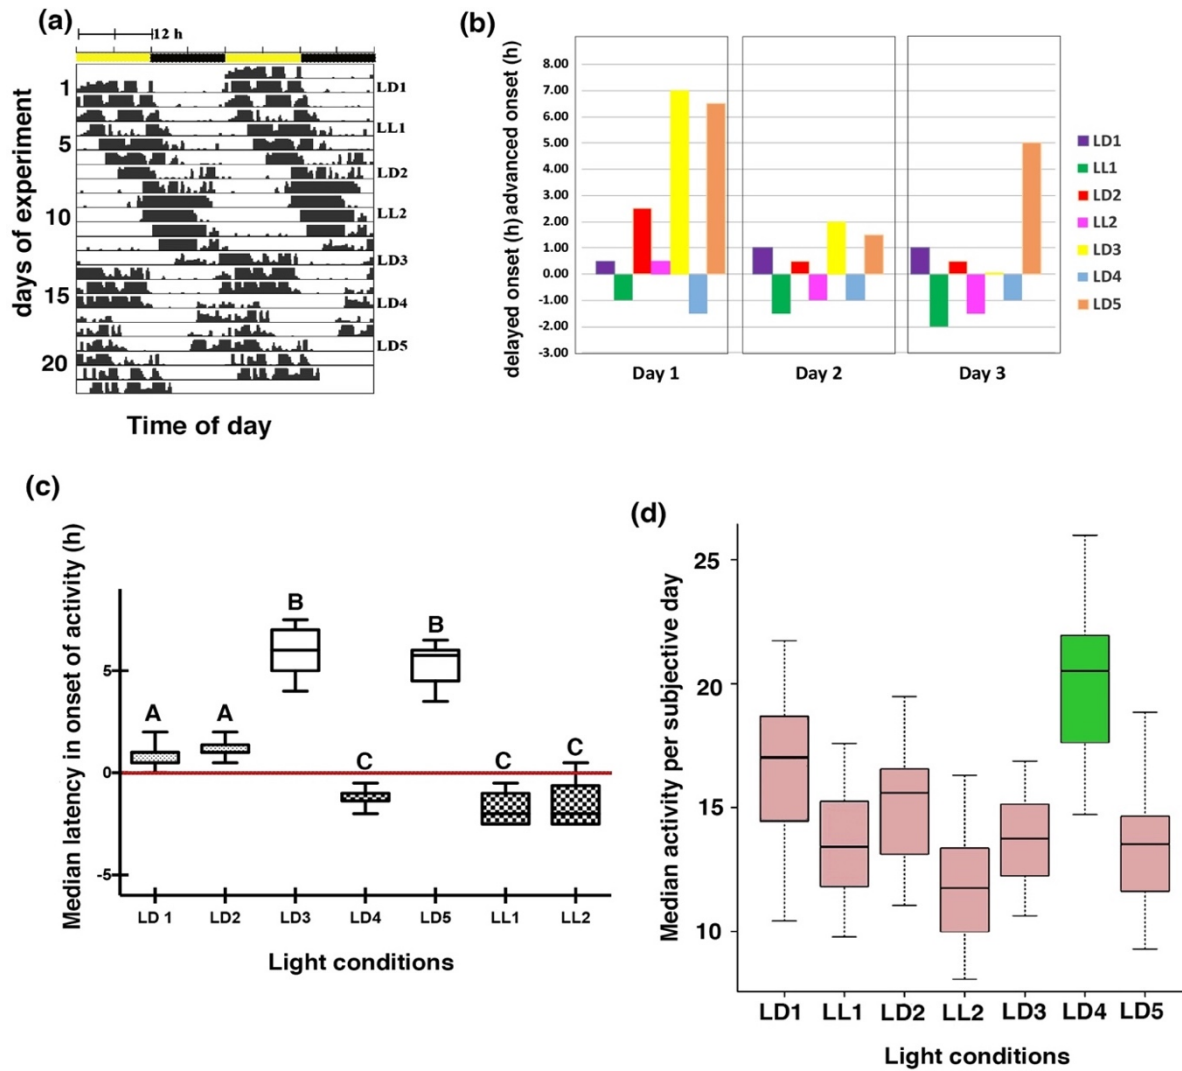 (a)
12 h
days of experiment
1
5
10
15
20
LD1
LL1
LD2
LL2
LD3
LD4
LD5
Time of day
(b)
delayed onset (h) advanced onset (h)
8.00
7.00
6.00
5.00
4.00
3.00
2.00
1.00
0.00
-1.00
-2.00
-3.00
Day 1
Day 2
Day 3
LD1
LL1
LD2
LL2
LD3
LD4
LD5
(c)
Median latency in onset of activity (h)
5
0
-5
A
A
B
C
B
C
C
LD 1
LD2
LD3
LD4
LD5
LL1
LL2
Light conditions
(d)
Median activity per subjective day
25
20
15
10
LD1
LL1
LD2
LL2
LD3
LD4
LD5
Light conditions